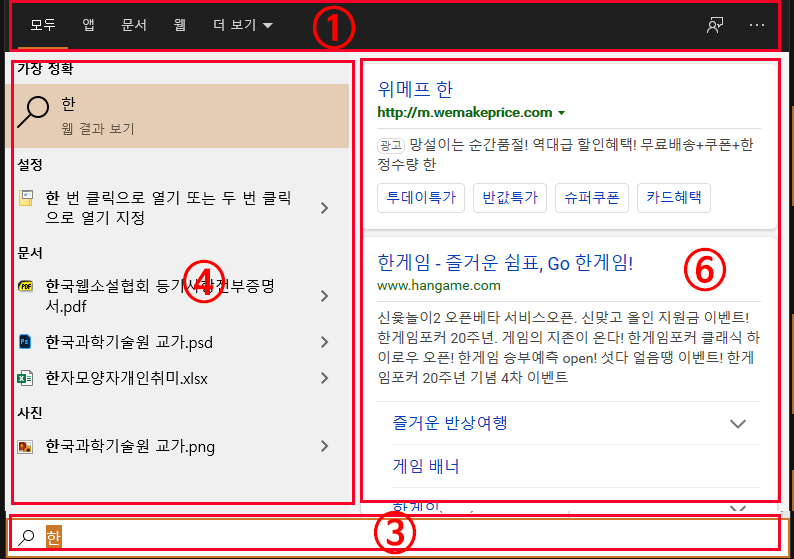 모두 앱 문서 웹 더 보기
①
가장 정확
한
웹 결과 보기
설정
한 번 클릭으로 열기 또는 두 번 클릭
으로 열기 지정
문서
한국웹소설협회 등기사항전부증명
서.pdf
한국과학기술원 교가.psd
한자모양자개인취미.xlsx
사진
한국과학기술원 교가.png
④
위메프 한
http://m.wemakeprice.com
광고 망설이는 순간품절! 역대급 할인혜택! 무료배송+쿠폰+한
정수량 한
투데이특가 반값특가 슈퍼쿠폰 카드혜택
한게임 - 즐거운 쉼표, Go 한게임!
www.hangame.com
⑥
신윷놀이2 오픈베타 서비스오픈. 신맞고 올인 지원금 이벤트!
한게임포커 20주년. 게임의 지존이 온다! 한게임포커 클래식 하
이로우 오픈! 한게임 승부예측 open! 섯다 얼음땡 이벤트! 한게
임포커 20주년 기념 4차 이벤트
즐거운 반상여행
게임 배너
한게임
한
③